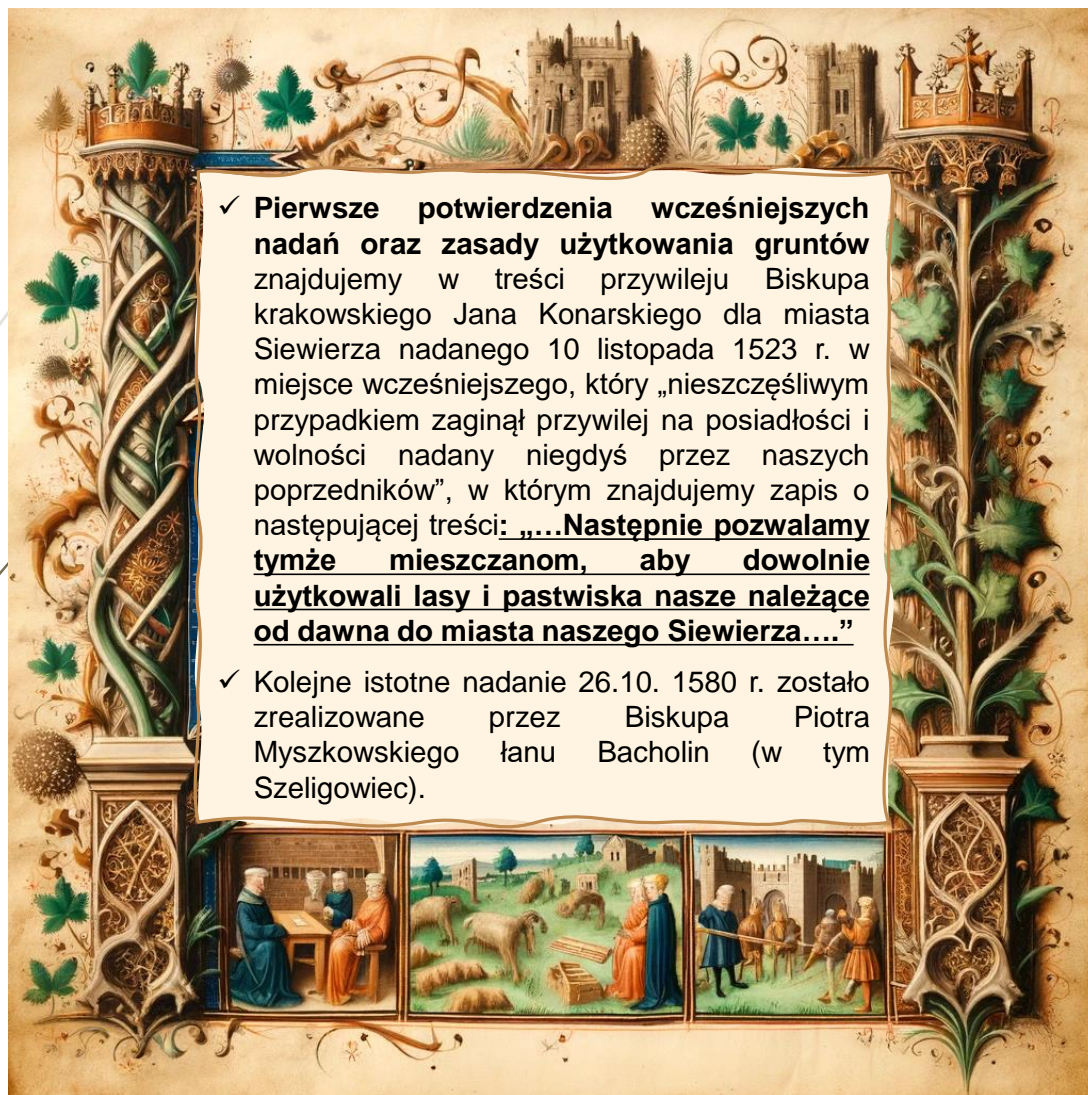 ✓ Pierwsze potwierdzenia wcześniejszych
nadań oraz zasady użytkowania gruntów
znajdujemy w treści przywileju Biskupa
krakowskiego Jana Konarskiego dla miasta
Siewierza nadanego 10 listopada 1523 r. w
miejsce wcześniejszego, który „nieszczęśliwym
przypadkiem zaginął przywilej na posiadłości i
wolności nadany niegdyś przez naszych
poprzedników”, w którym znajdujemy zapis o
następującej treści: „…Następnie pozwalamy
tymże mieszczanom, aby dowolnie
użytkowali lasy i pastwiska nasze należące
od dawna do miasta naszego Siewierza….”
✓ Kolejne istotne nadanie 26.10. 1580 r. zostało
zrealizowane przez Biskupa Piotra
Myszkowskiego łanu Bacholin (w tym
Szeligowiec).